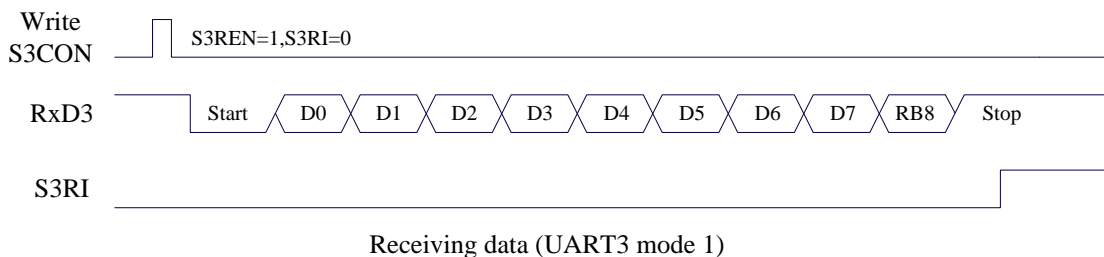 Write
S3CON
S3REN=1,S3RI=0
RxD3
Start D0 D1 D2 D3 D4 D5 D6 D7 RB8 Stop
S3RI
Receiving data (UART3 mode 1)